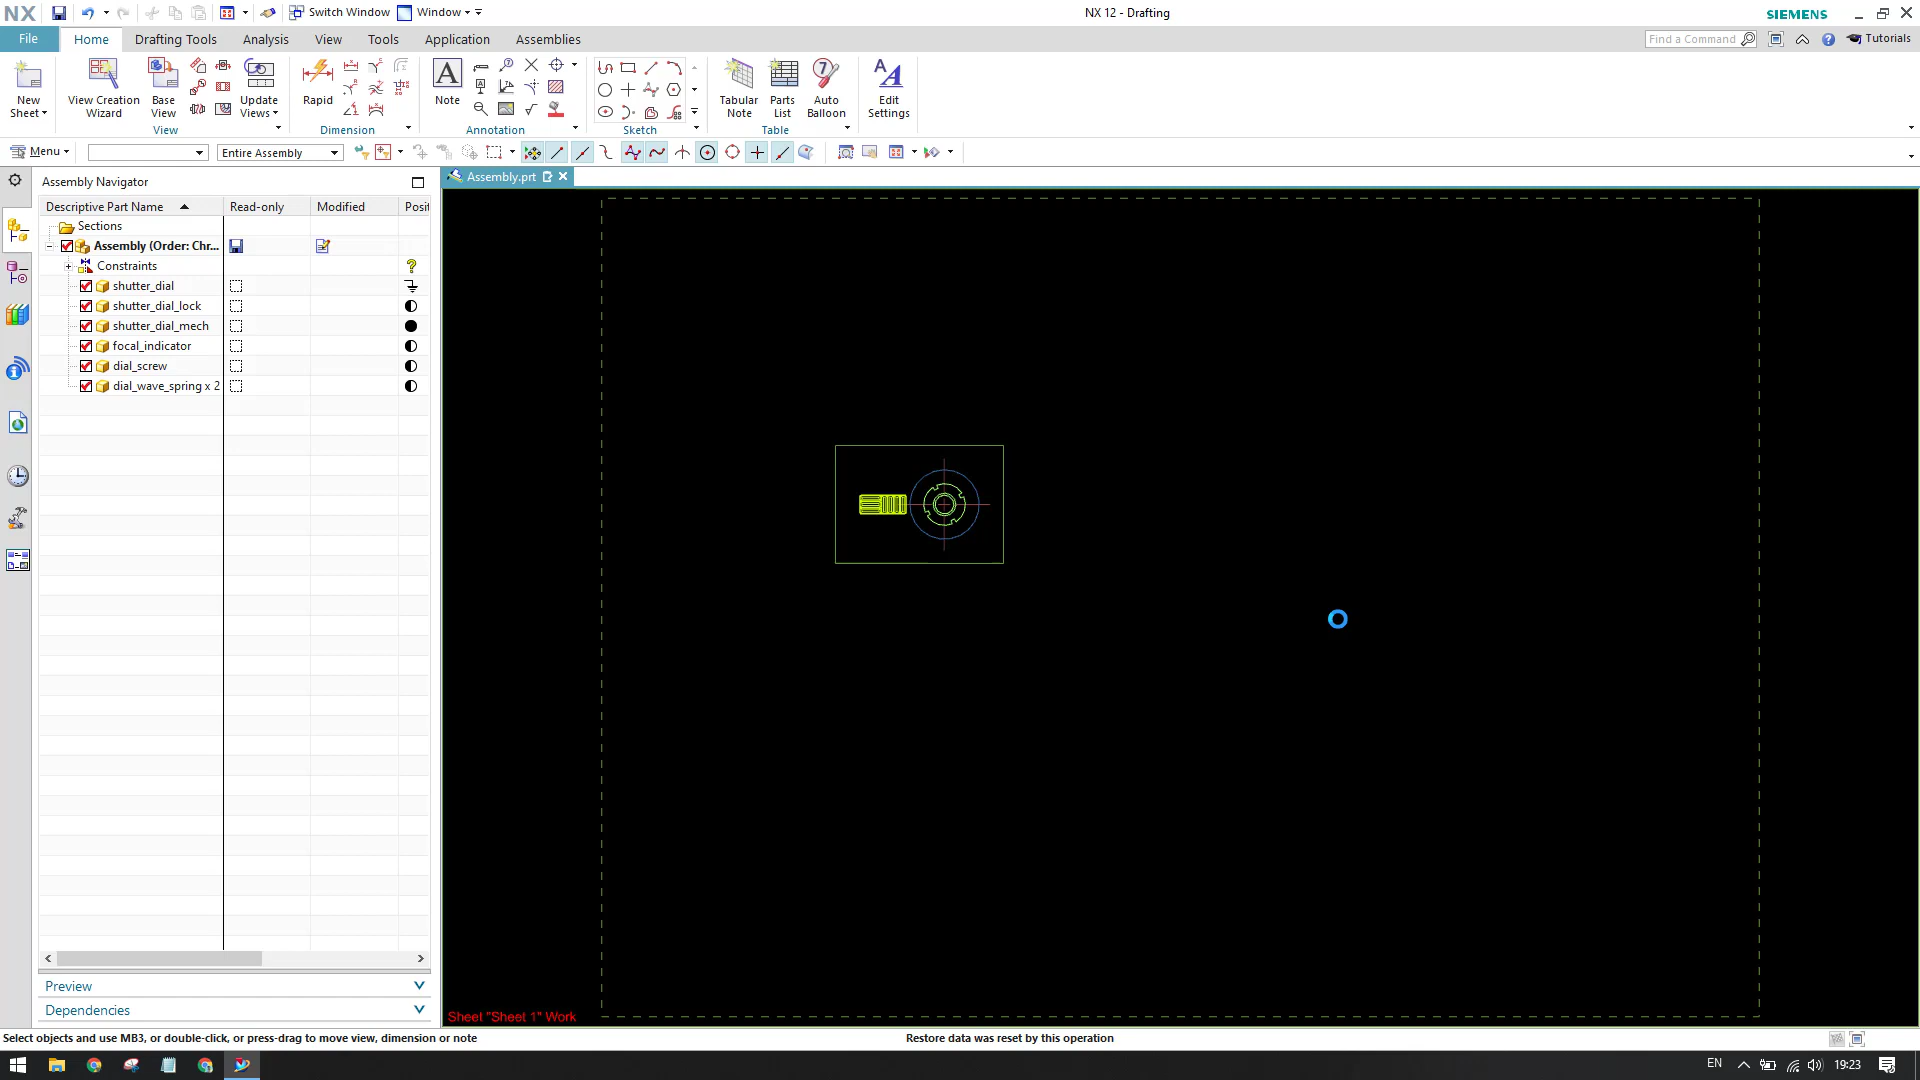 NX
Switch Window
Window
NX 12 - Drafting
SIEMENS
File
Home
Drafting Tools
Analysis
View
Tools
Application
Assemblies
Find a Command
Tutorials
New Sheet
View Creation Wizard
Base View
Update Views
Rapid
Note
Tabular Note
Parts List
Auto Balloon
Edit Settings
View
Dimension
Annotation
Sketch
Table
Menu
Entire Assembly
Assembly Navigator
Assembly.prt
Descriptive Part Name
Read-only
Modified
Posit
Sections
Assembly (Order: Chr...
Constraints
shutter_dial
shutter_dial_lock
shutter_dial_mech
focal_indicator
dial_screw
dial_wave_spring x 2
Preview
Dependencies
Sheet "Sheet 1" Work
Select objects and use MB3, or double-click, or press-drag to move view, dimension or note
Restore data was reset by this operation
EN
19:23